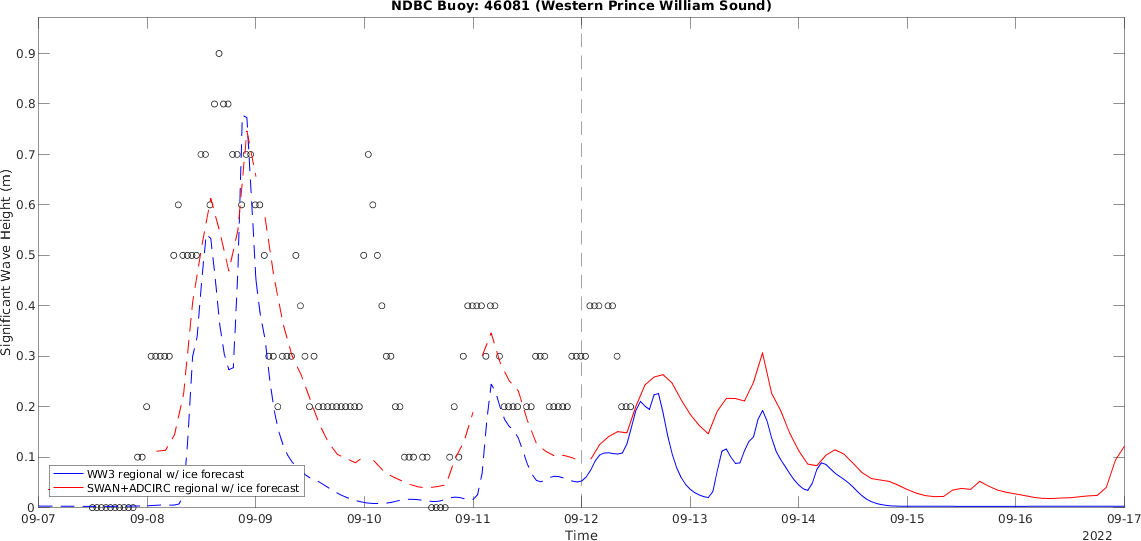 NDBC Buoy: 46081 (Western Prince William Sound)
Significant Wave Height (m)
0.9
0.8
0.7
0.6
0.5
0.4
0.3
0.2
0.1
0
WW3 regional w/ ice forecast
SWAN+ADCIRC regional w/ ice forecast
09-07 09-08 09-09 09-10 09-11 09-12 09-13 09-14 09-15 09-16 09-17
Time
2022